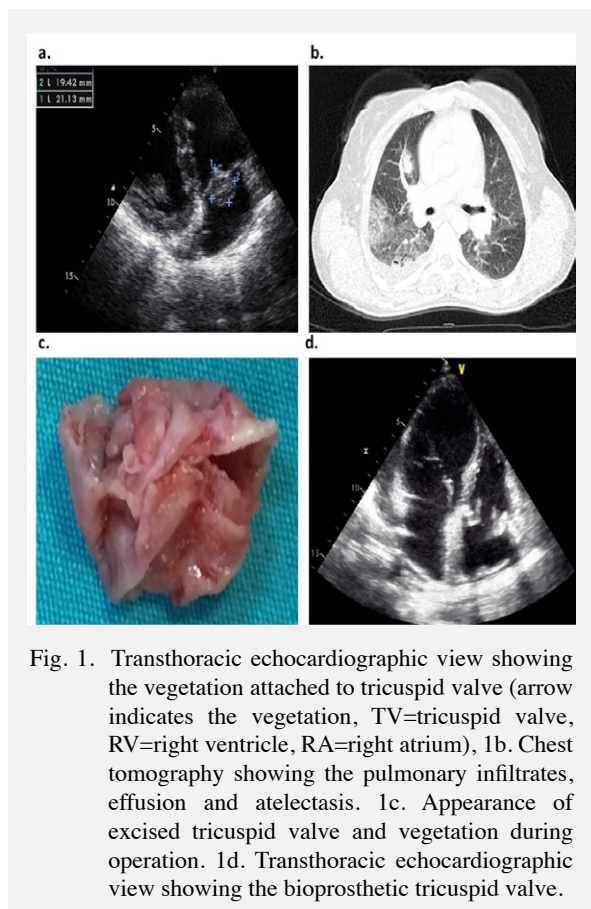 a.
b.
2 L 19.42 mm
1 L 21.13 mm
V
5
1
2
10
15
c.
d.
V
5
10
15
Fig. 1. Transthoracic echocardiographic view showing
the vegetation attached to tricuspid valve (arrow
indicates the vegetation, TV=tricuspid valve,
RV=right ventricle, RA=right atrium), 1b. Chest
tomography showing the pulmonary infiltrates,
effusion and atelectasis. 1c. Appearance of
excised tricuspid valve and vegetation during
operation. 1d. Transthoracic echocardiographic
view showing the bioprosthetic tricuspid valve.